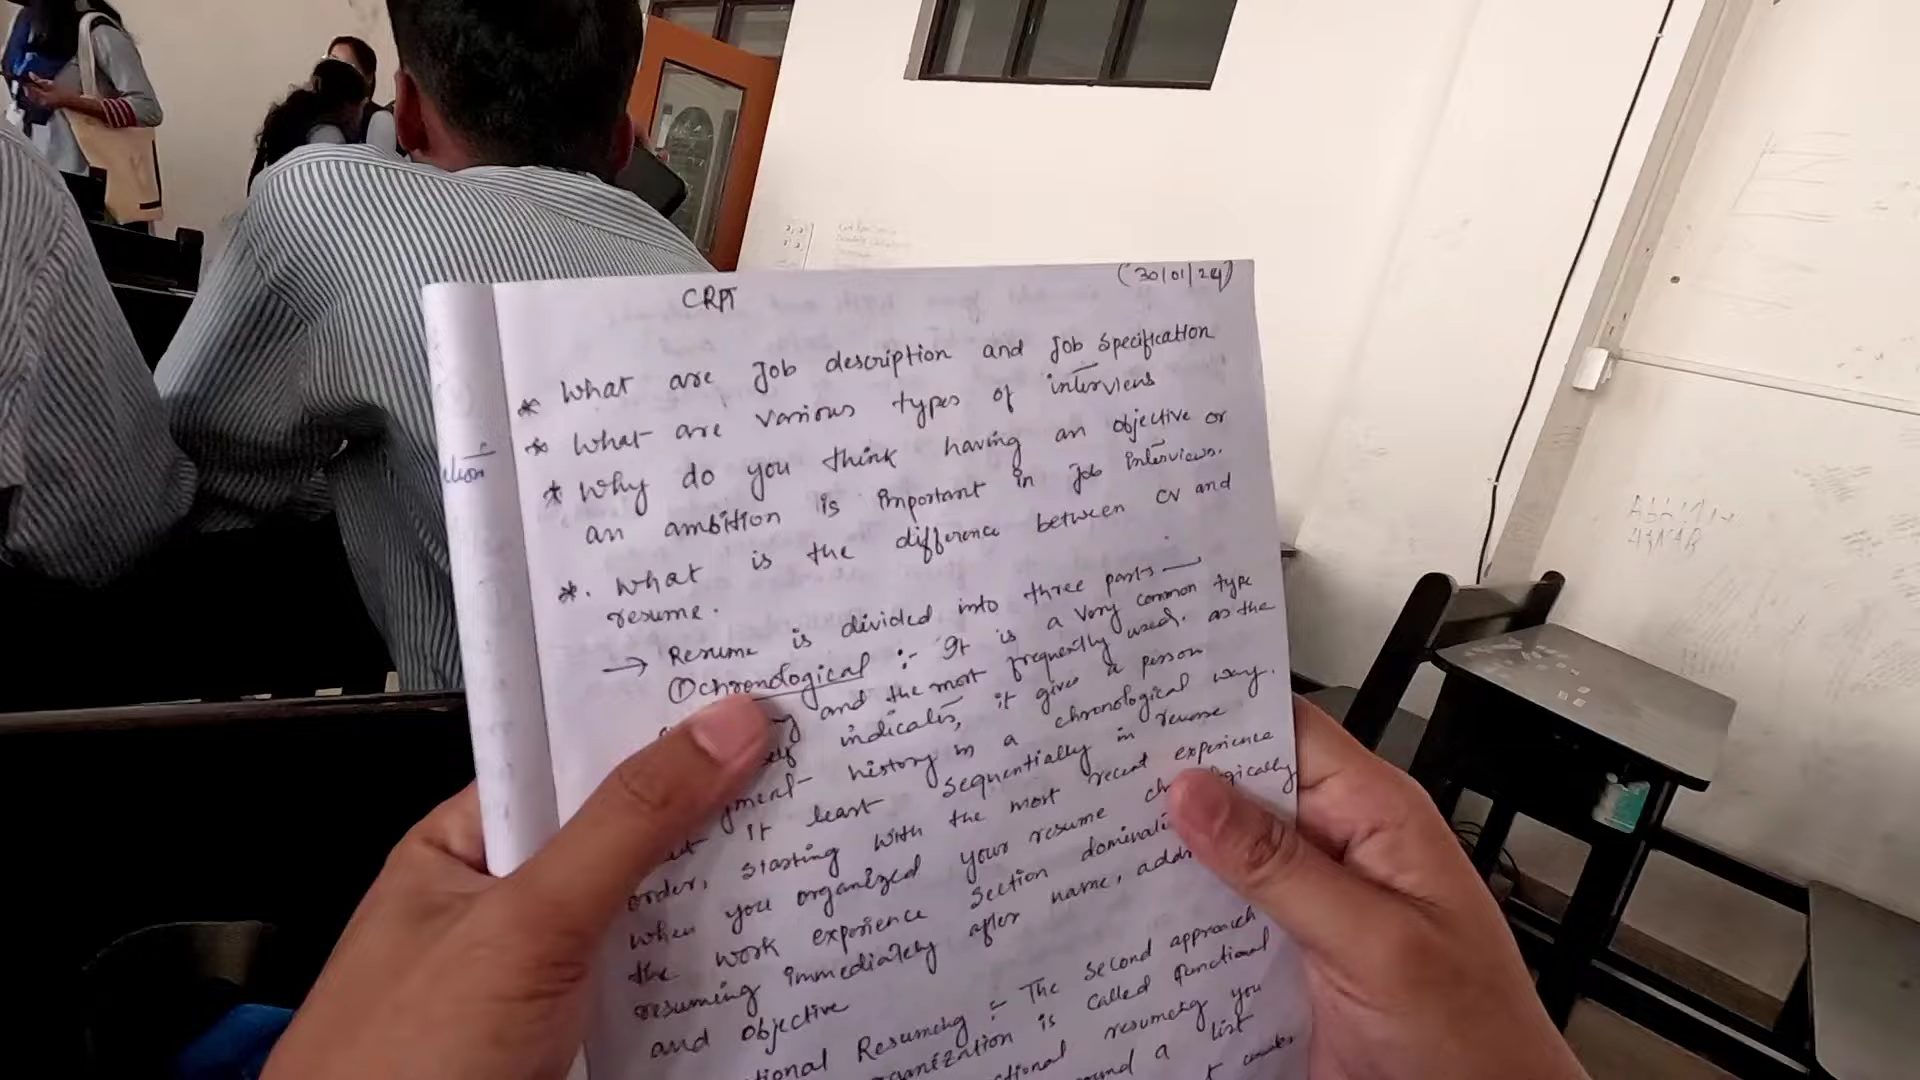 CRPT
(30/01/24)
* What are Job description and Job Specification
* What are various types of interviews
* Why do you think having an objective or
an ambition is important in job interviews.
*. What is the difference between CV and
resume.
→ Resume is divided into three parts —
① chronological :- It is a very common type
and the most frequently used. as the
indicates, it gives a person
history in a chronological way.
it least sequentially in reverse
order, starting with the most recent experience
When you organized your resume
the work experience section
resuming immediately after name,
and objective
Resuming :- The second approach
is called functional
resuming you
a list